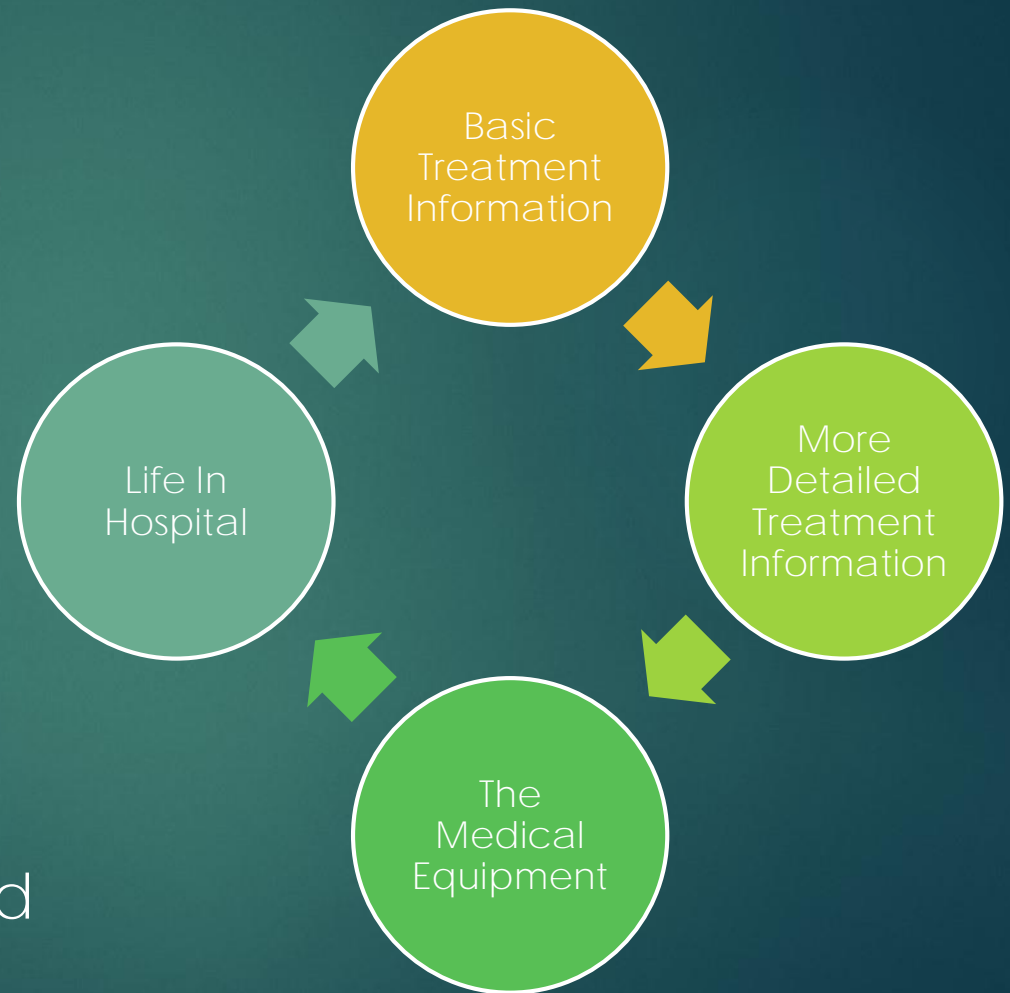 Basic
Treatment
Information
More
Detailed
Treatment
Information
The
Medical
Equipment
Life In
Hospital